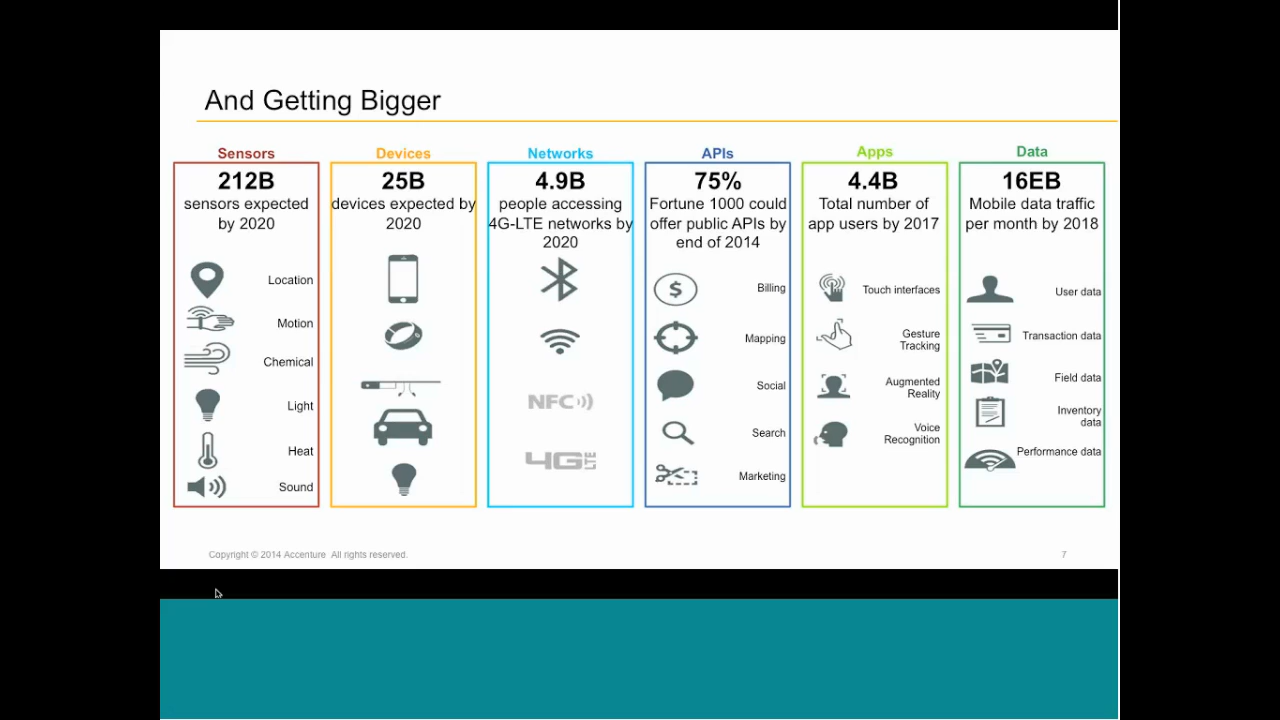 And Getting Bigger
Sensors
212B
sensors expected
by 2020
Location
Motion
Chemical
Light
Heat
Sound
Devices
25B
devices expected by
2020
Networks
4.9B
people accessing
4G-LTE networks by
2020
NFC
4G LTE
APIs
75%
Fortune 1000 could
offer public APIs by
end of 2014
$
Billing
Mapping
Social
Search
Marketing
Apps
4.4B
Total number of
app users by 2017
Touch interfaces
Gesture
Tracking
Augmented
Reality
Voice
Recognition
Data
16EB
Mobile data traffic
per month by 2018
User data
Transaction data
Field data
Inventory
data
Performance data
Copyright © 2014 Accenture All rights reserved.
7